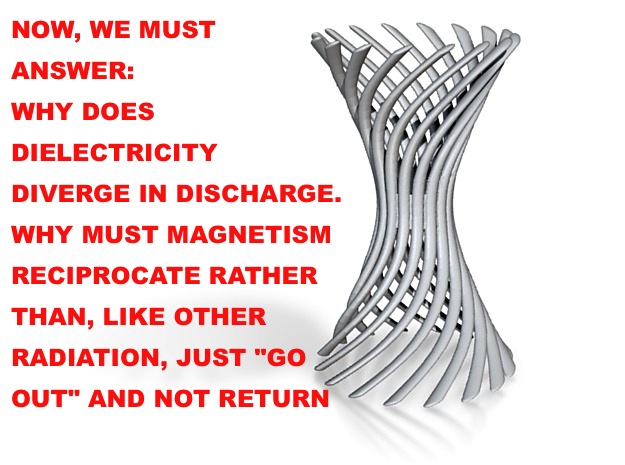 NOW, WE MUST
ANSWER:
WHY DOES
DIELECTRICITY
DIVERGE IN DISCHARGE.
WHY MUST MAGNETISM
RECIPROCATE RATHER
THAN, LIKE OTHER
RADIATION, JUST "GO
OUT" AND NOT RETURN